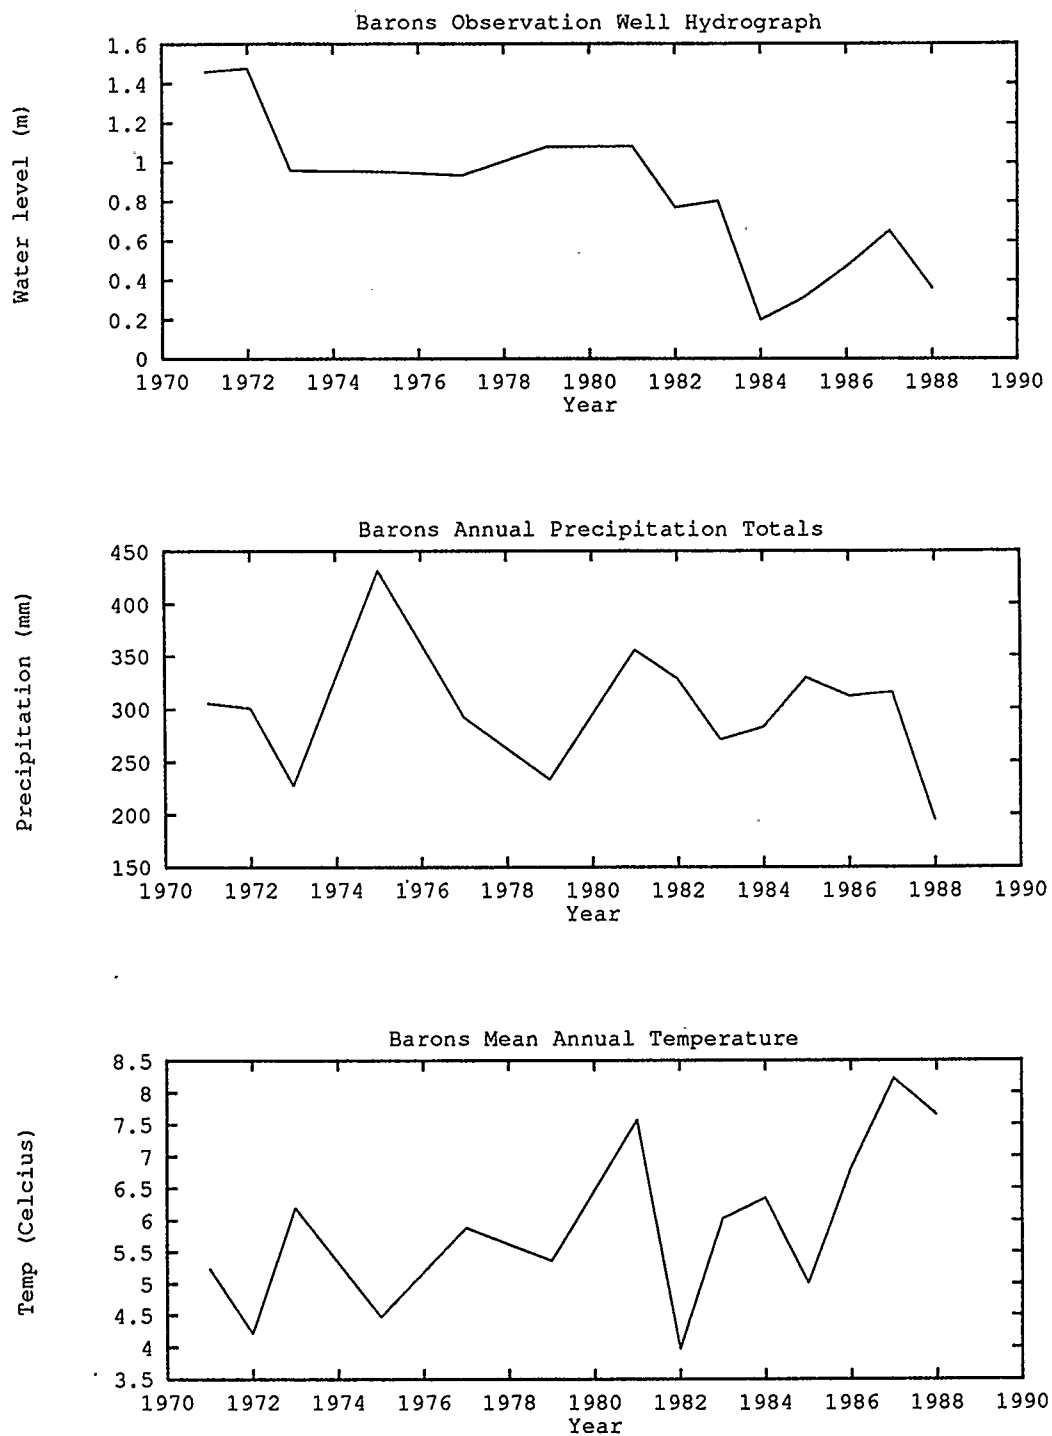 Barons Observation Well Hydrograph
1.6
1.4
1.2
1
0.8
0.6
0.4
0.2
0
Water level (m)
1970 1972 1974 1976 1978 1980 1982 1984 1986 1988 1990
Year
Barons Annual Precipitation Totals
450
400
350
300
250
200
150
Precipitation (mm)
1970 1972 1974 1976 1978 1980 1982 1984 1986 1988 1990
Year
Barons Mean Annual Temperature
8.5
8
7.5
7
6.5
6
5.5
5
4.5
4
3.5
Temp (Celcius)
1970 1972 1974 1976 1978 1980 1982 1984 1986 1988 1990
Year